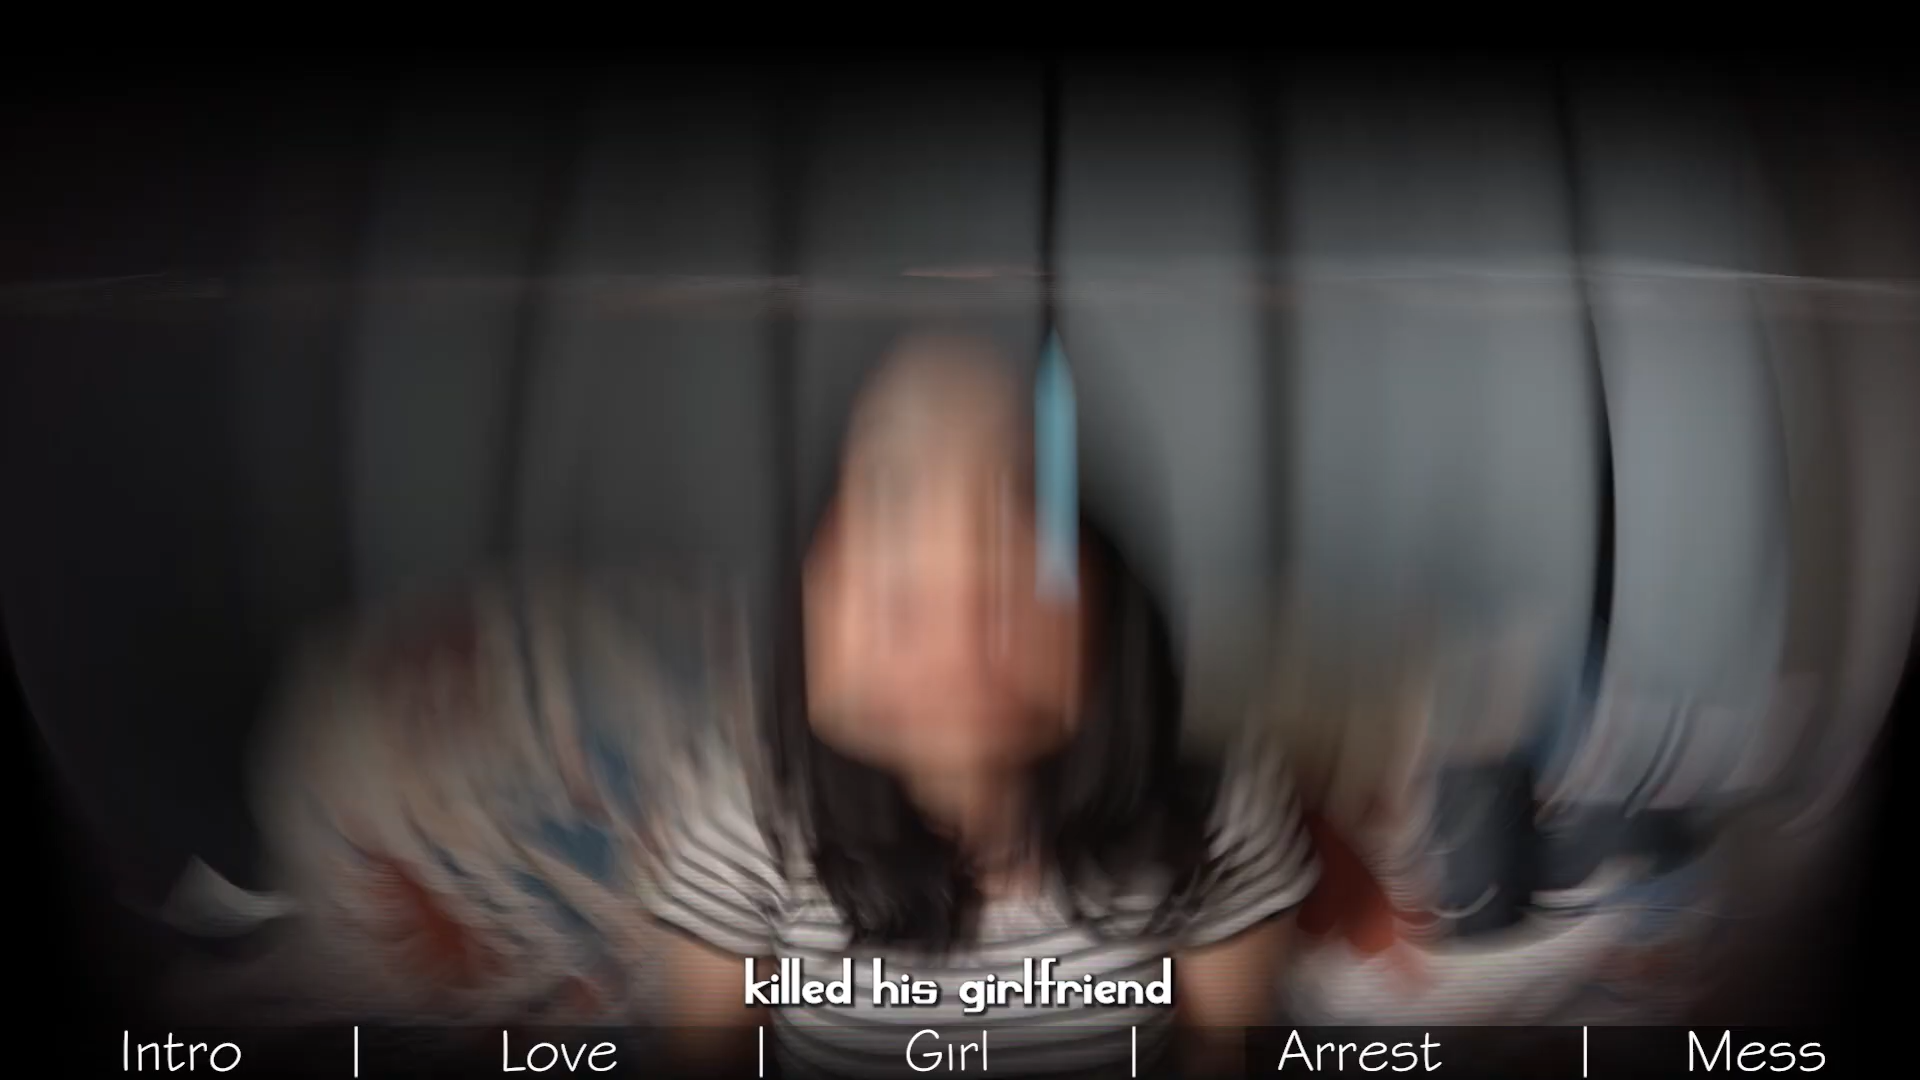 killed his girlfriend
Intro | Love | Girl | Arrest | Mess